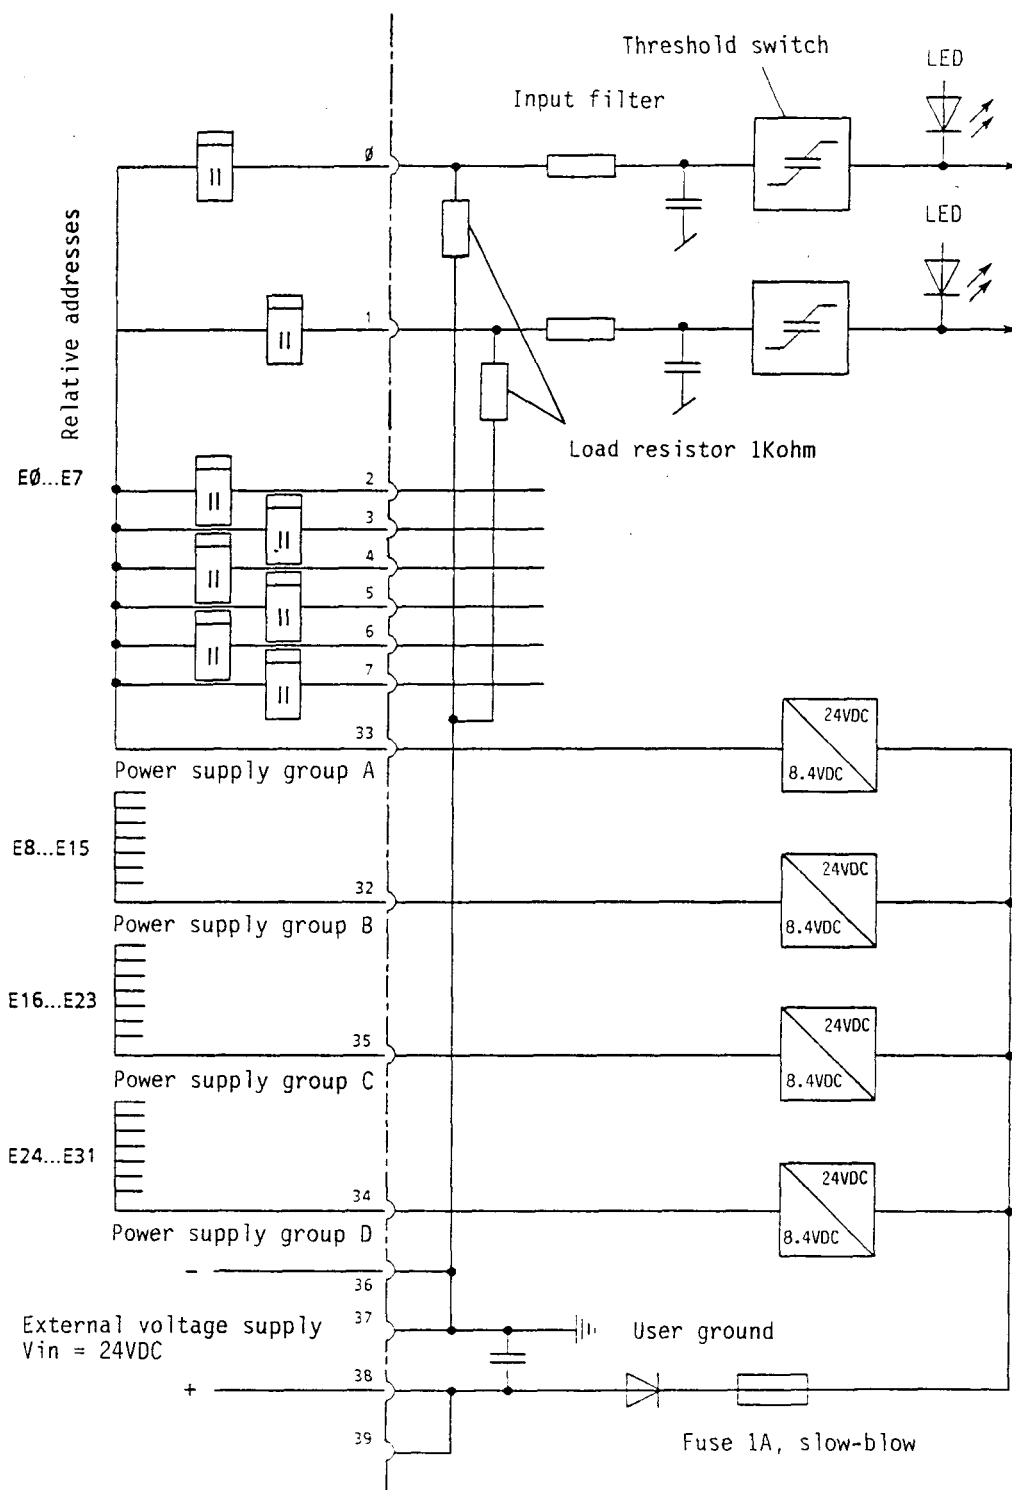 Threshold switch
LED
Input filter
Ø
LED
Relative addresses
1
Load resistor 1Kohm
EØ...E7
2
3
4
5
6
7
33
24VDC
8.4VDC
Power supply group A
E8...E15
32
24VDC
8.4VDC
Power supply group B
E16...E23
35
24VDC
8.4VDC
Power supply group C
E24...E31
34
24VDC
8.4VDC
Power supply group D
-
36
External voltage supply
Vin = 24VDC
37
User ground
38
+
39
Fuse 1A, slow-blow